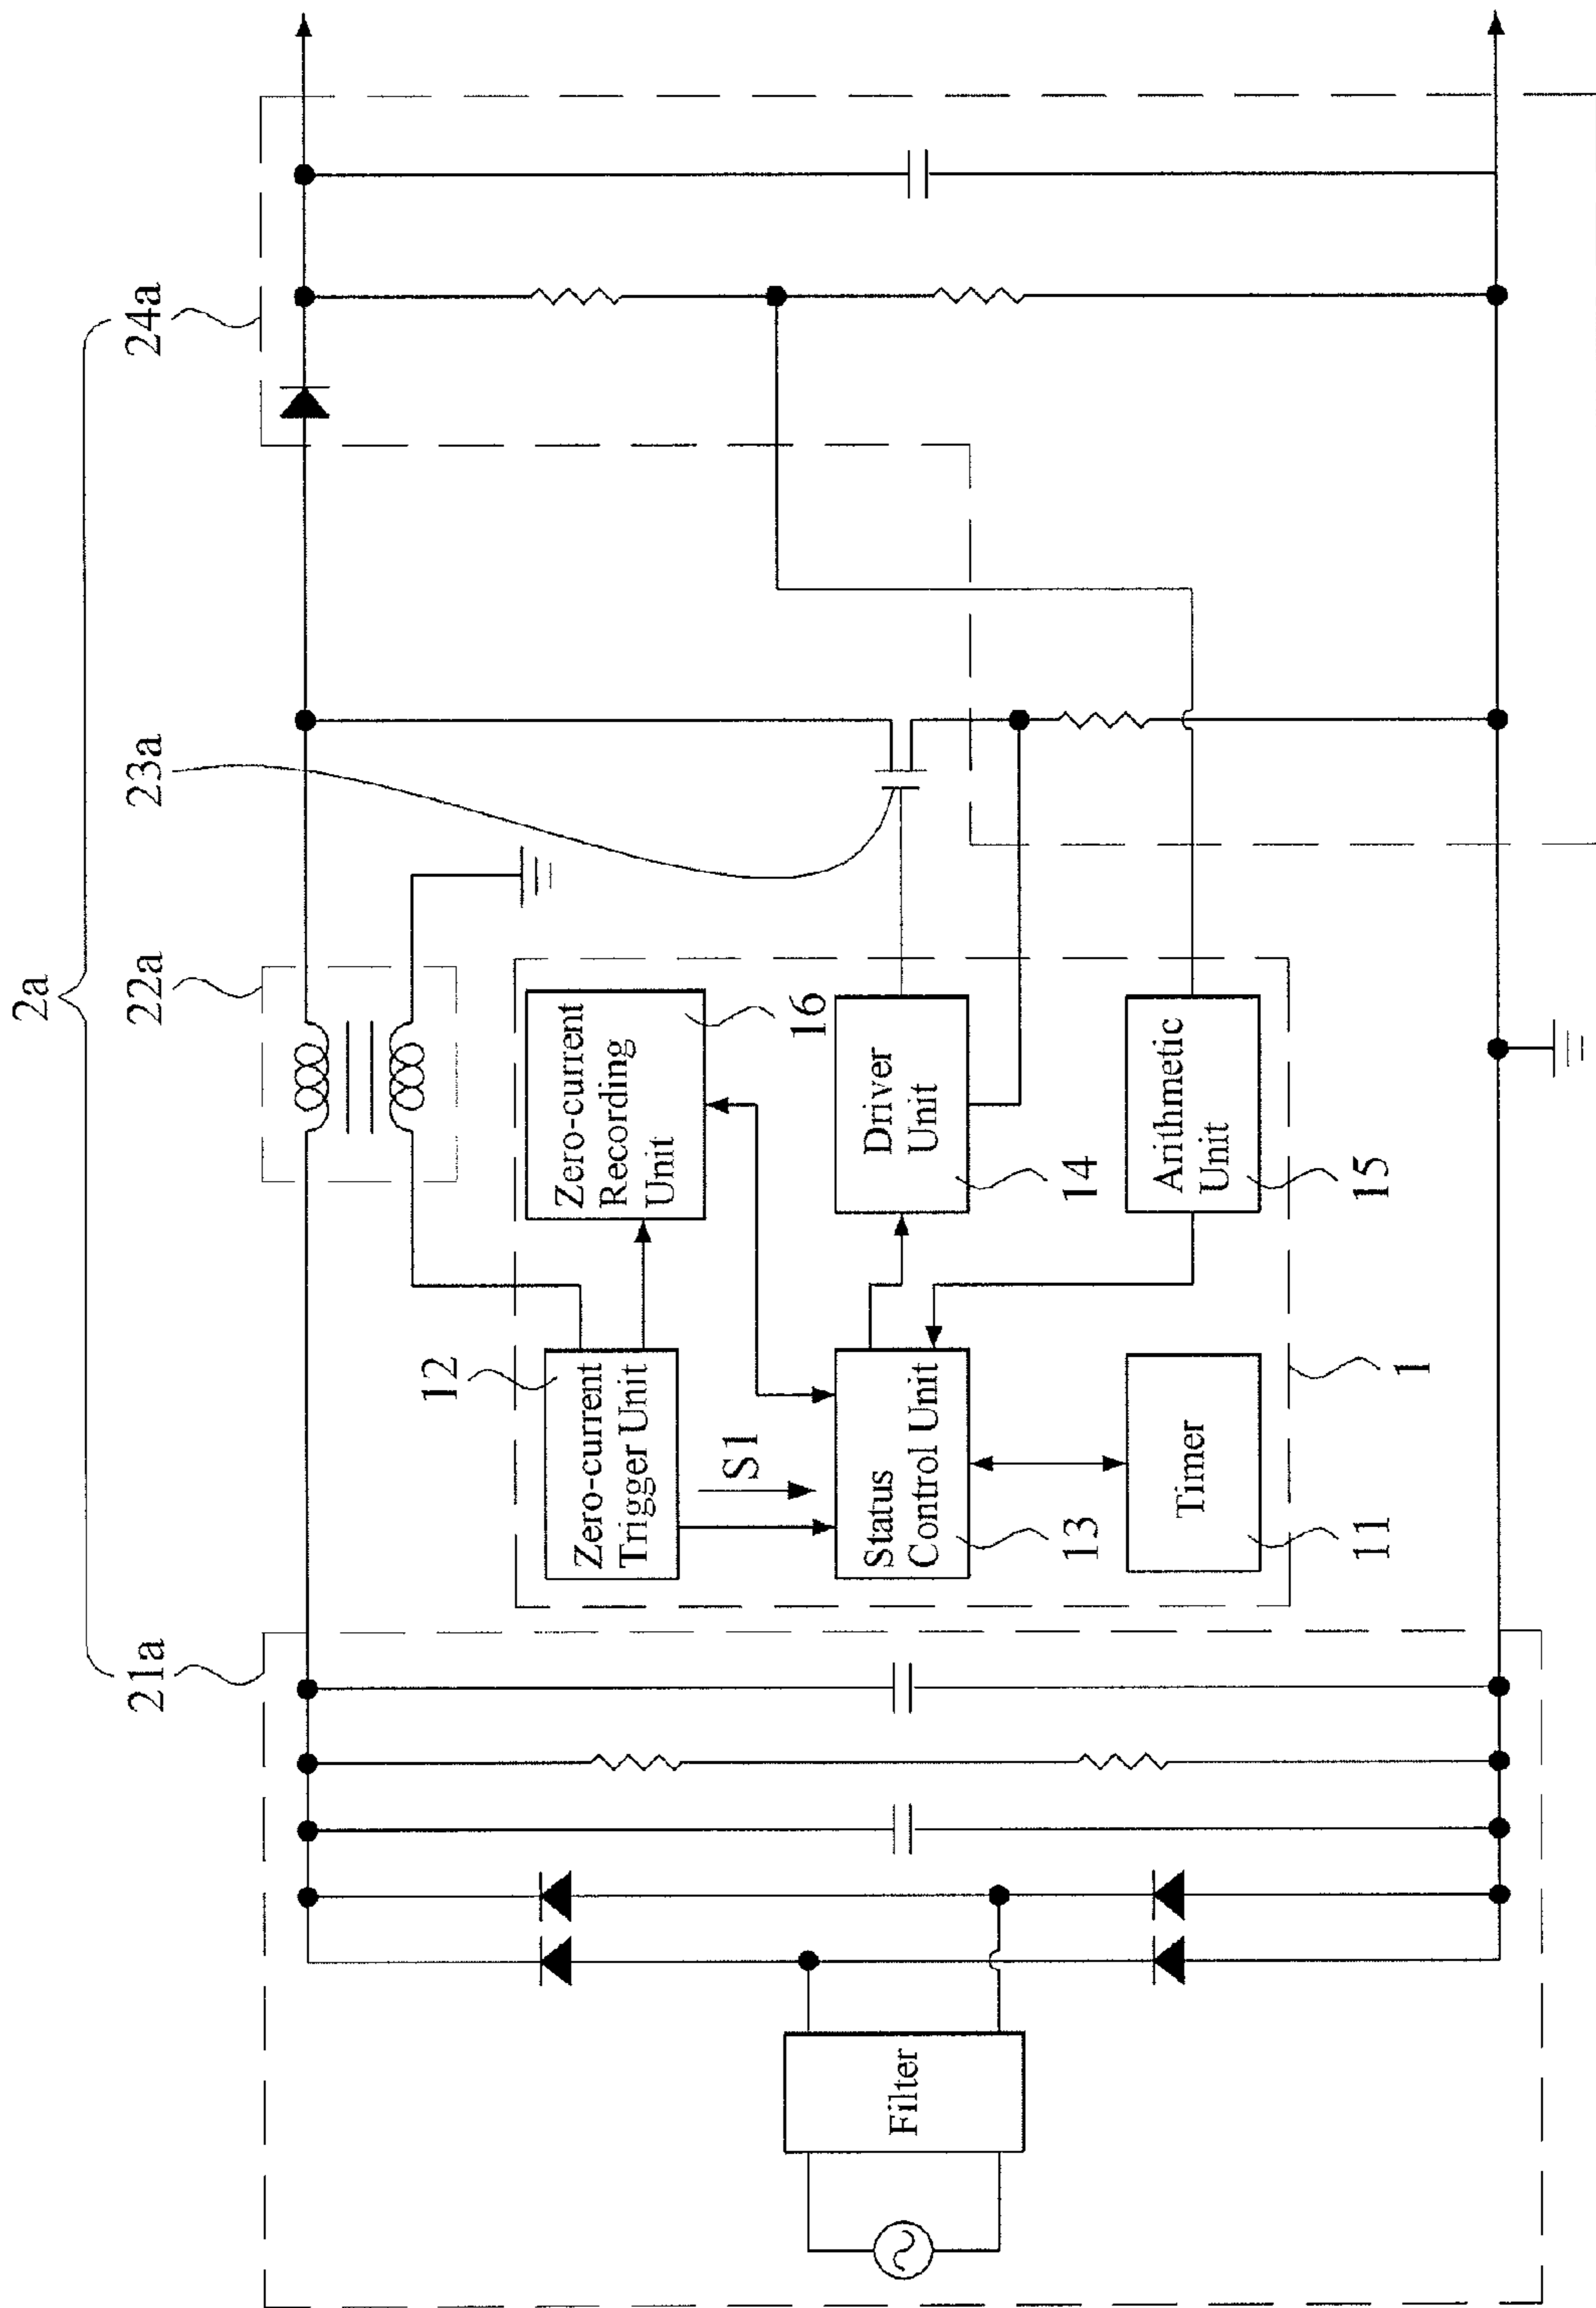 2a
21a
22a
23a
24a
12
Zero-current
Trigger Unit
Zero-current
Recording
Unit
16
S1
Status
Control Unit
13
Driver
Unit
14
Timer
11
Arithmetic
Unit
15
1
Filter